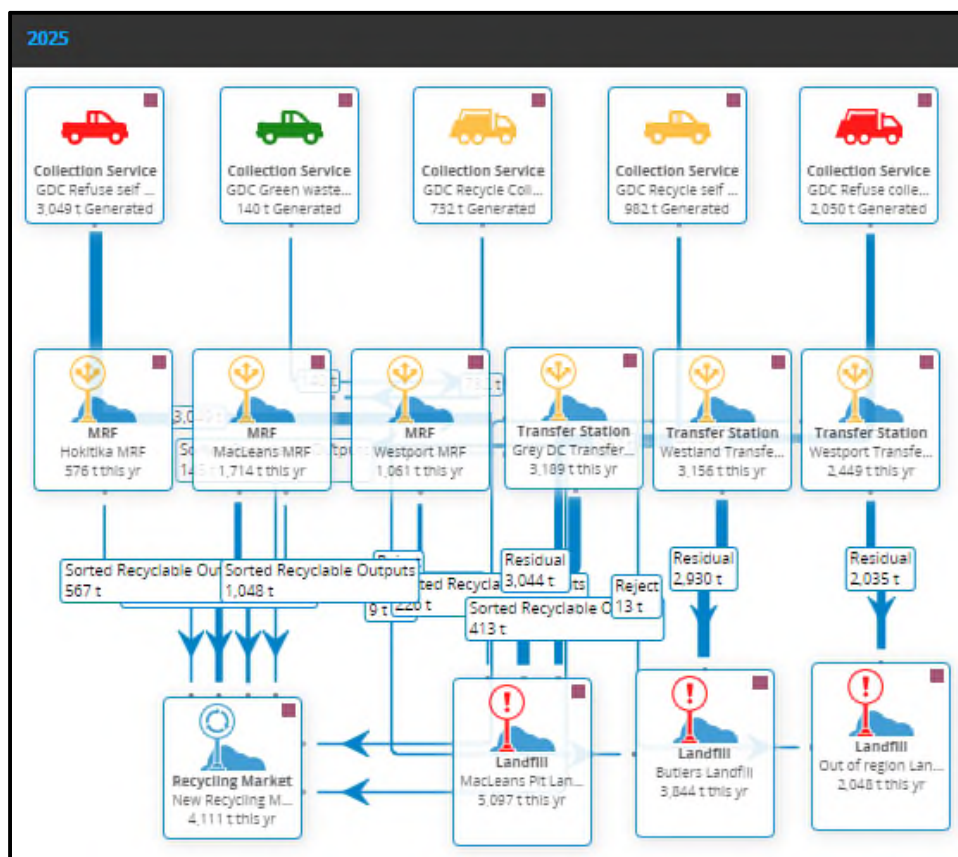 2025
Collection Service
GDC Refuse self ...
3,049 t Generated
Collection Service
GDC Green waste...
140 t Generated
Collection Service
GDC Recycle Coll...
732 t Generated
Collection Service
GDC Recycle self ...
982 t Generated
Collection Service
GDC Refuse colle...
2,050 t Generated
140 t
732 t
MRF
Hokitika MRF
576 t this yr
MRF
MacLeans MRF
1,714 t this yr
MRF
Westport MRF
1,061 t this yr
Transfer Station
Grey DC Transfer...
3,189 t this yr
Transfer Station
Westland Transfe...
3,156 t this yr
Transfer Station
Westport Transfe...
2,449 t this yr
Sorted Recyclable Out
567 t
Sorted Recyclable Outputs
1,048 t
9 t
Residual
3,044 t
Sorted Recyclable O
413 t
Reject
13 t
Residual
2,930 t
Residual
2,035 t
Recycling Market
New Recycling M...
4,111 t this yr
Landfill
MacLeans Pit Lan...
5,097 t this yr
Landfill
Butlers Landfill
3,844 t this yr
Landfill
Out of region Lan...
2,048 t this yr